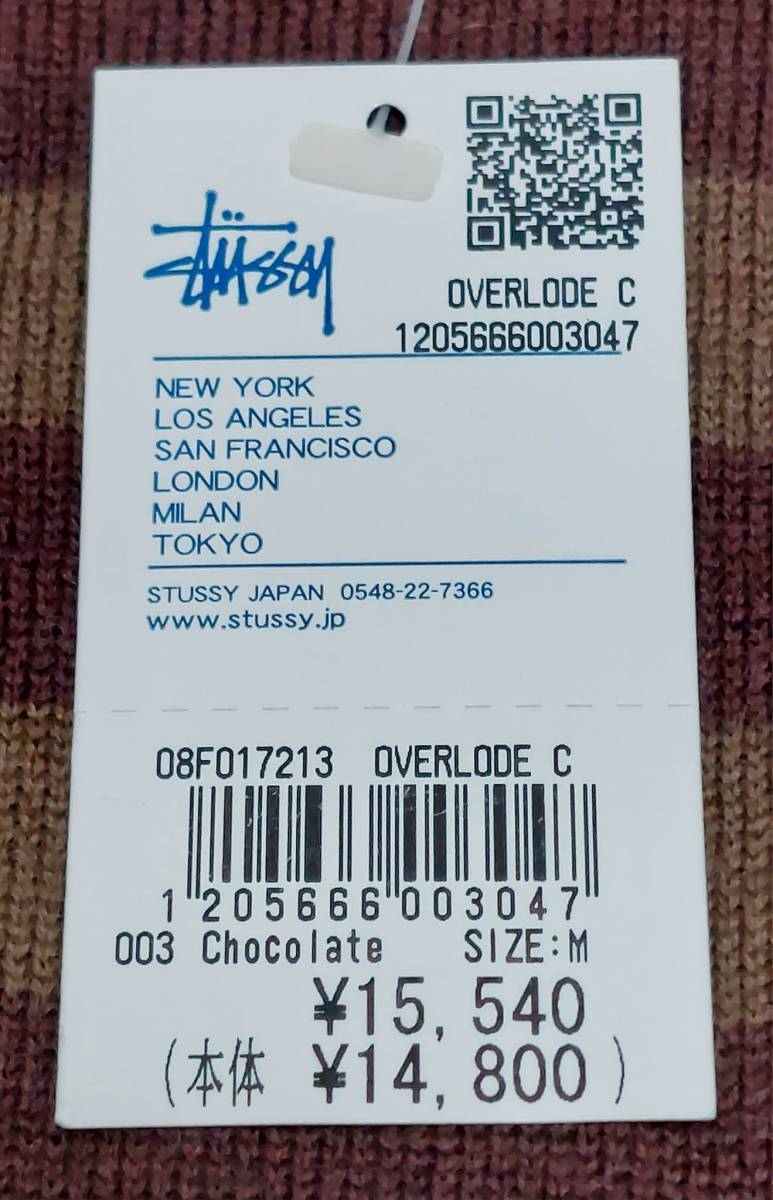 Stüssy
OVERLODE C
1205666003047
NEW YORK
LOS ANGELES
SAN FRANCISCO
LONDON
MILAN
TOKYO
STUSSY JAPAN 0548-22-7366
www.stussy.jp
08F017213 OVERLODE C
1 205666 003047
003 Chocolate SIZE:M
¥15,540
(本体 ¥14,800)